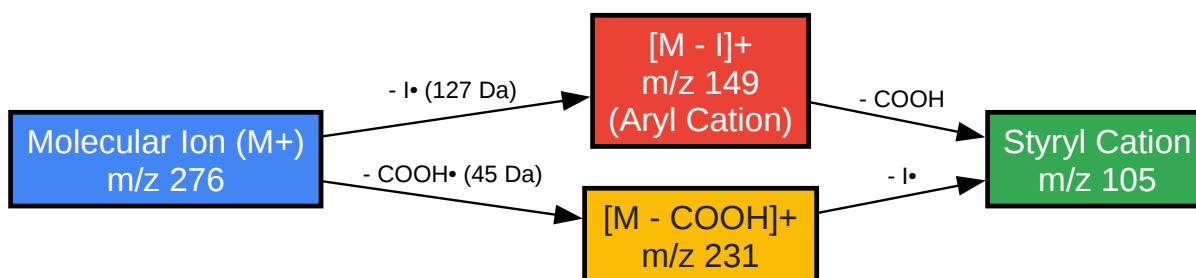 Molecular Ion (M+)
m/z 276
- I• (127 Da)
- COOH• (45 Da)
[M - I]+
m/z 149
(Aryl Cation)
[M - COOH]+
m/z 231
- COOH
- I•
Styryl Cation
m/z 105